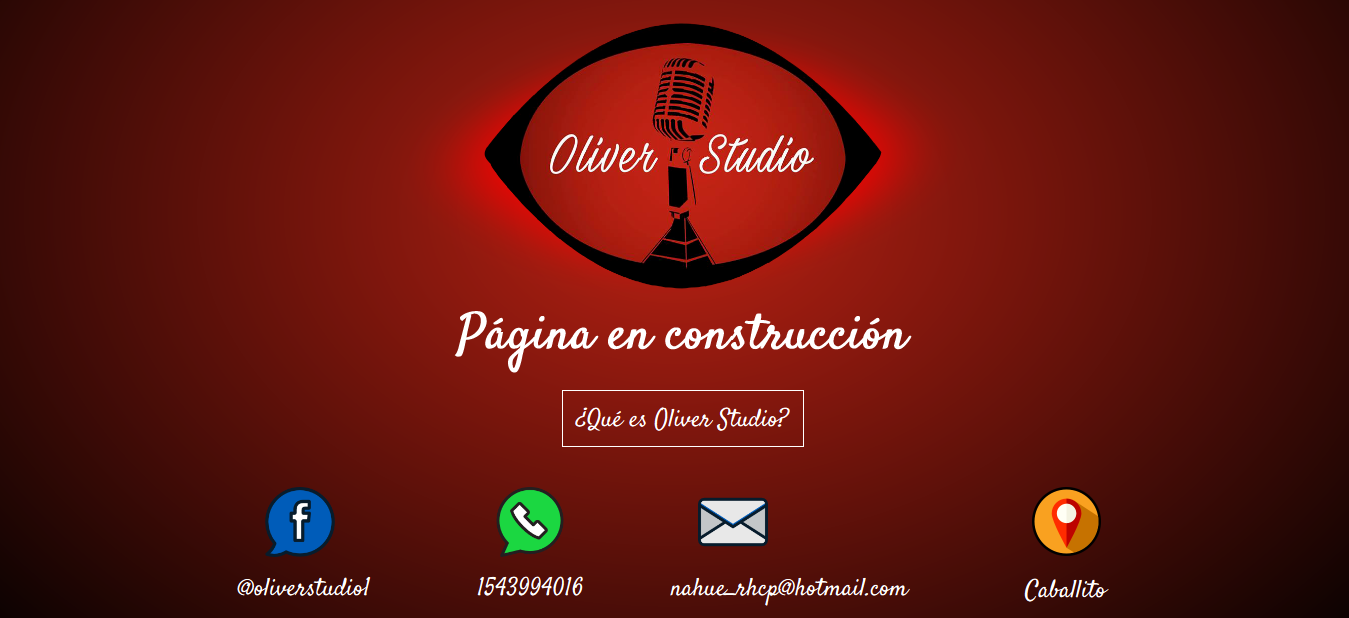 Oliver Studio
Página en construcción
¿Qué es Oliver Studio?
@oliverstudio1
1543994016
nahue_rhcp@hotmail.com
Caballito